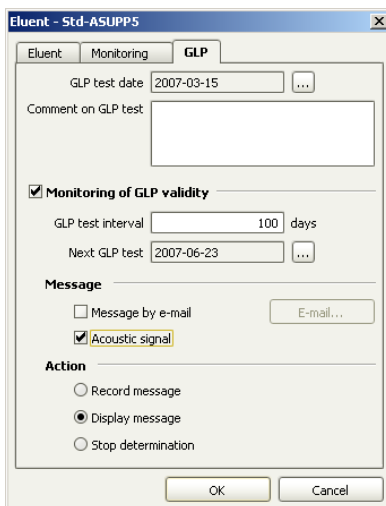 Eluent - Std-ASUPP5
Eluent Monitoring GLP
GLP test date 2007-03-15 ...
Comment on GLP test
Monitoring of GLP validity
GLP test interval 100 days
Next GLP test 2007-06-23 ...
Message
Message by e-mail E-mail...
Acoustic signal
Action
Record message
Display message
Stop determination
OK Cancel